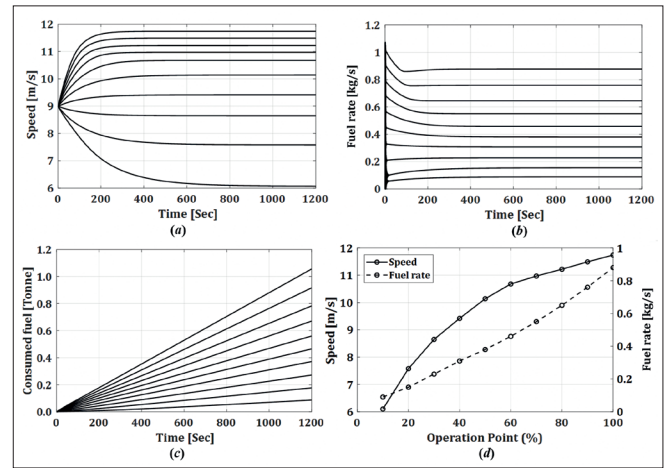 12
11
10
9
8
7
6
Speed [m/s]
0 200 400 600 800 1000 1200
Time [Sec]
(a)
1.2
1
0.8
0.6
0.4
0.2
0
Fuel rate [kg/s]
0 200 400 600 800 1000 1200
Time [Sec]
(b)
1.2
1.0
0.8
0.6
0.4
0.2
0.0
Consumed fuel [Tonne]
0 200 400 600 800 1000 1200
Time [Sec]
(c)
12
11
10
9
8
7
6
Speed [m/s]
Speed
Fuel rate
1
0.8
0.6
0.4
0.2
0
Fuel rate [kg/s]
0 20 40 60 80 100
Operation Point (%)
(d)